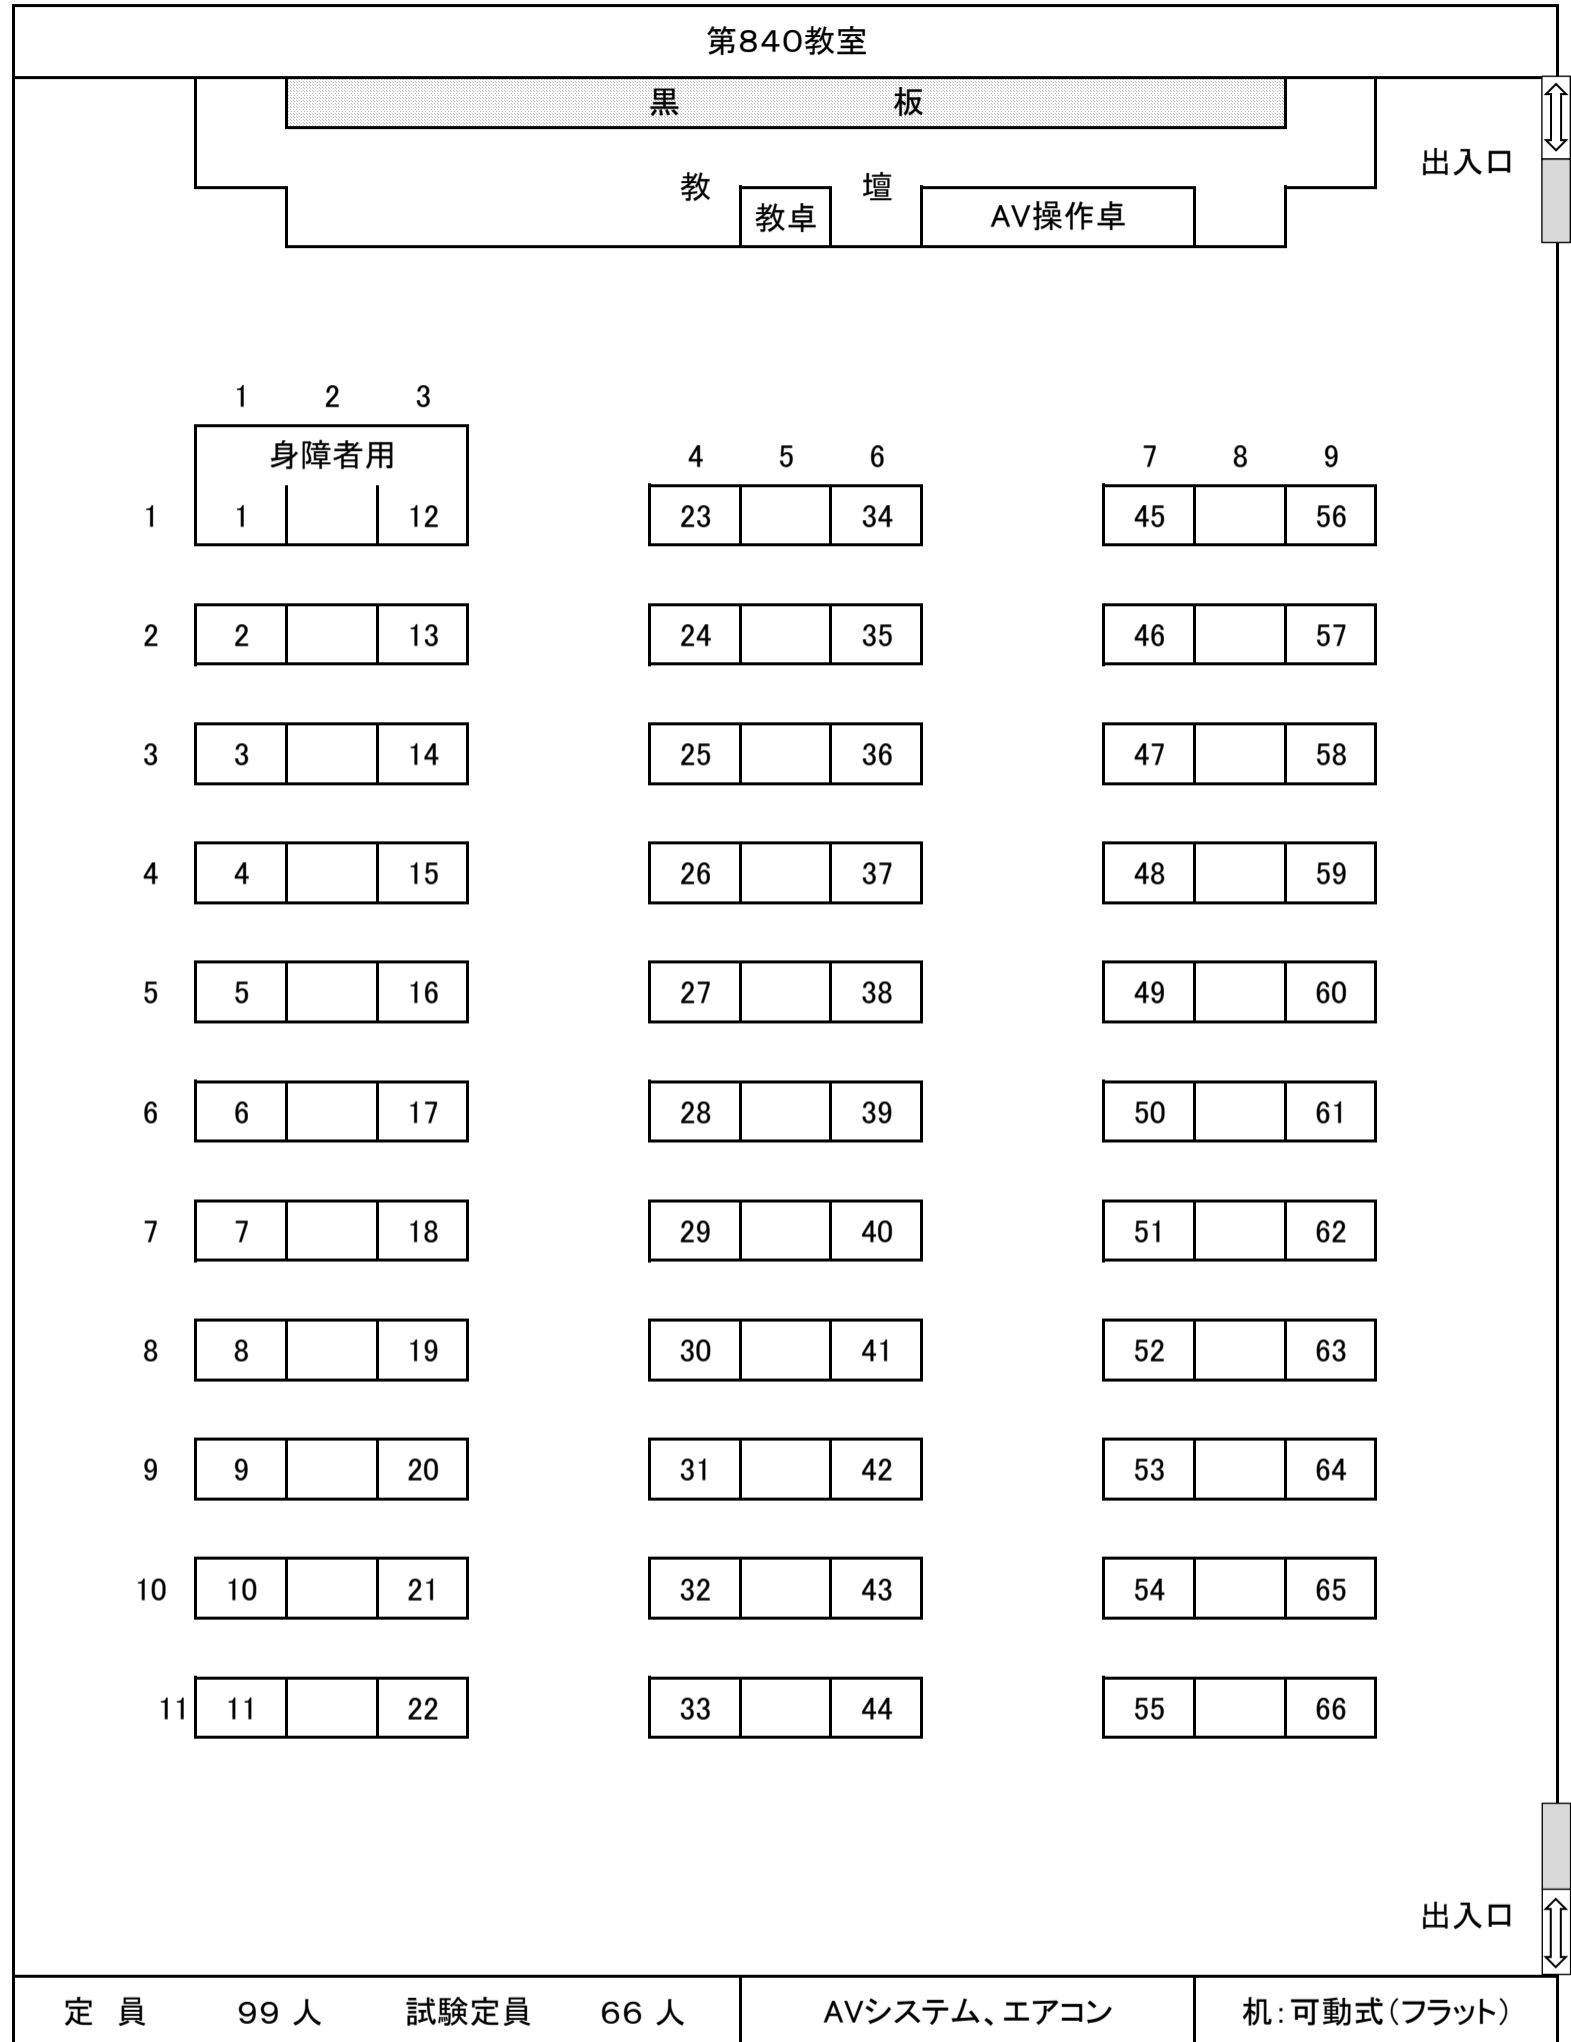 第840教室
黒 板
出入口
教 壇
教卓 AV操作卓
1 2 3
身障者用
4 5 6 7 8 9
1 1 12 23 34 45 56
2 2 13 24 35 46 57
3 3 14 25 36 47 58
4 4 15 26 37 48 59
5 5 16 27 38 49 60
6 6 17 28 39 50 61
7 7 18 29 40 51 62
8 8 19 30 41 52 63
9 9 20 31 42 53 64
10 10 21 32 43 54 65
11 11 22 33 44 55 66
出入口
定 員 99 人 試験定員 66 人 AVシステム、エアコン 机:可動式(フラット)